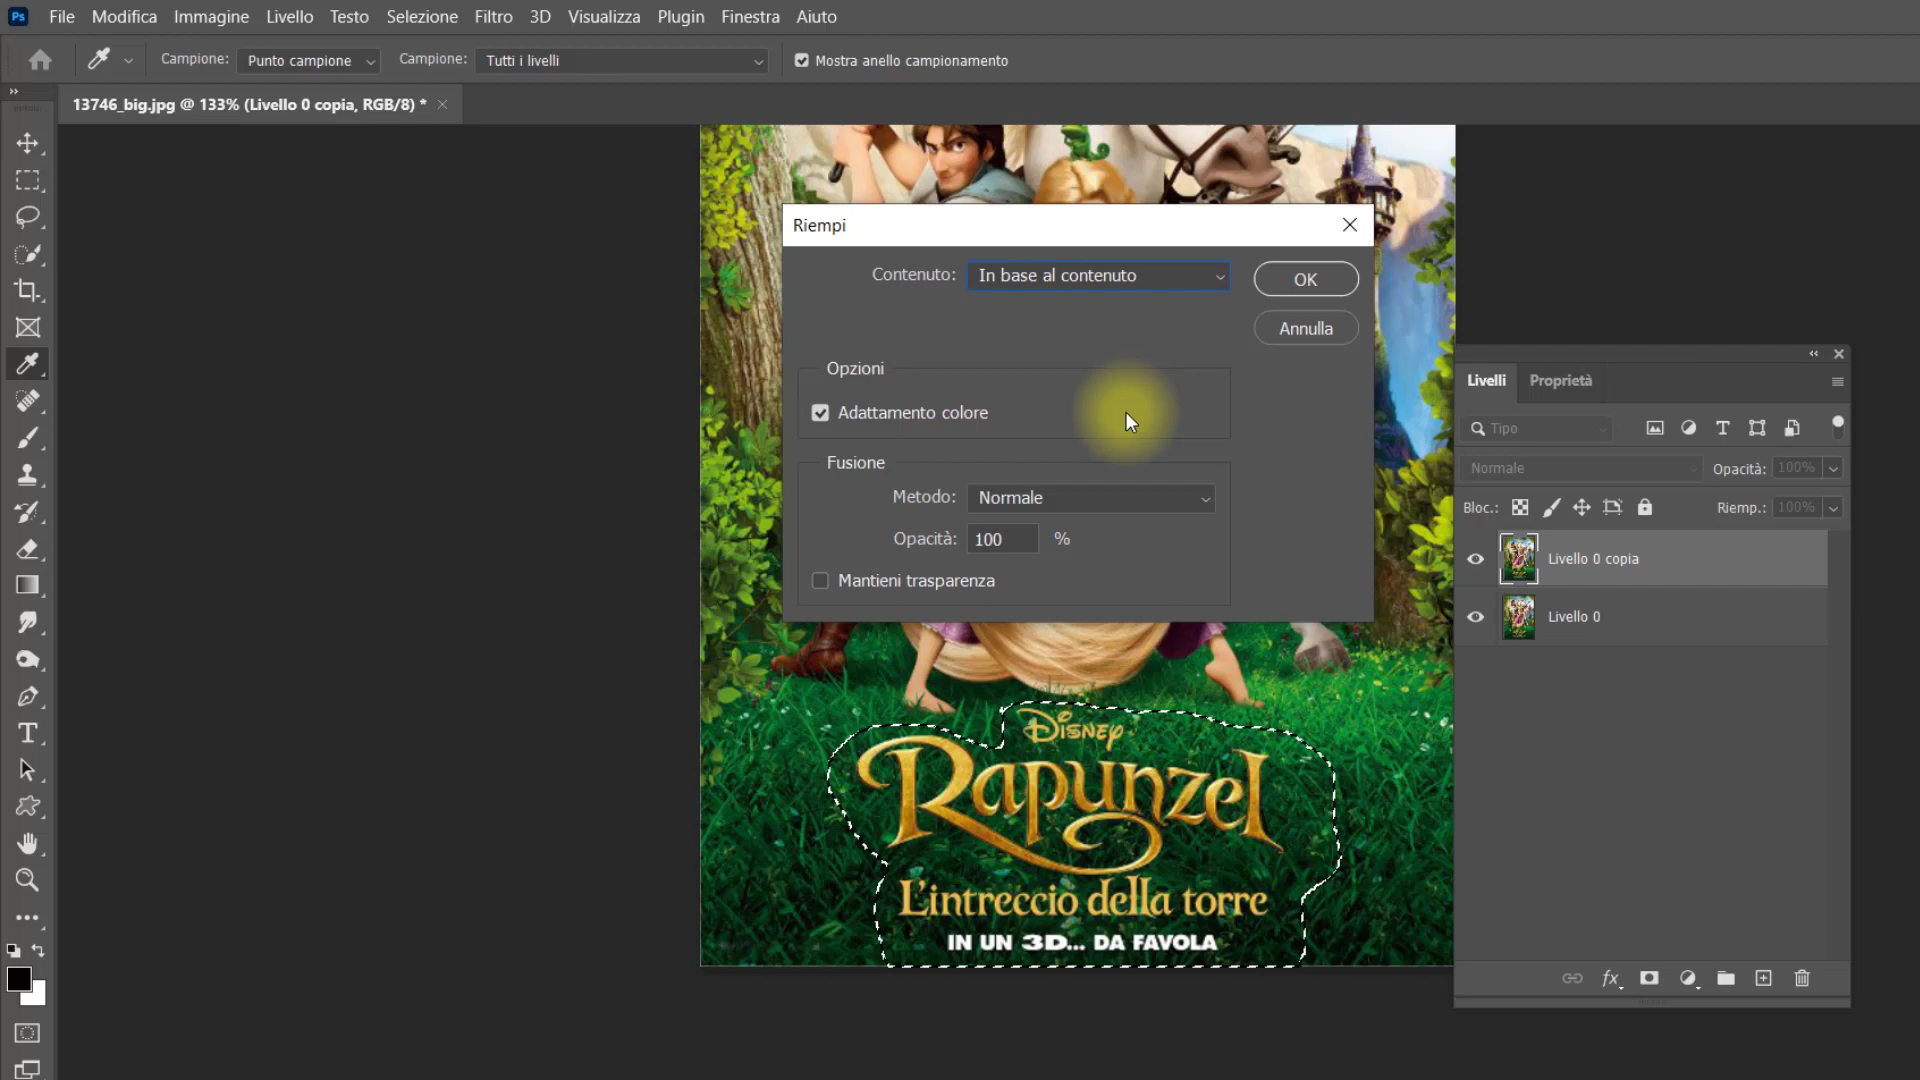 Ps File Modifica Immagine Livello Testo Selezione Filtro 3D Visualizza Plugin Finestra Aiuto
Campione: Punto campione Campione: Tutti i livelli Mostra anello campionamento
13746_big.jpg @ 133% (Livello 0 copia, RGB/8) *
Riempi
Contenuto: In base al contenuto
OK
Annulla
Opzioni
Adattamento colore
Fusione
Metodo: Normale
Opacità: 100 %
Mantieni trasparenza
Livelli Proprietà
Tipo
Normale Opacità: 100%
Bloc.: Riemp.: 100%
Livello 0 copia
Livello 0
fx
Disney
Rapunzel
L'intreccio della torre
IN UN 3D... DA FAVOLA